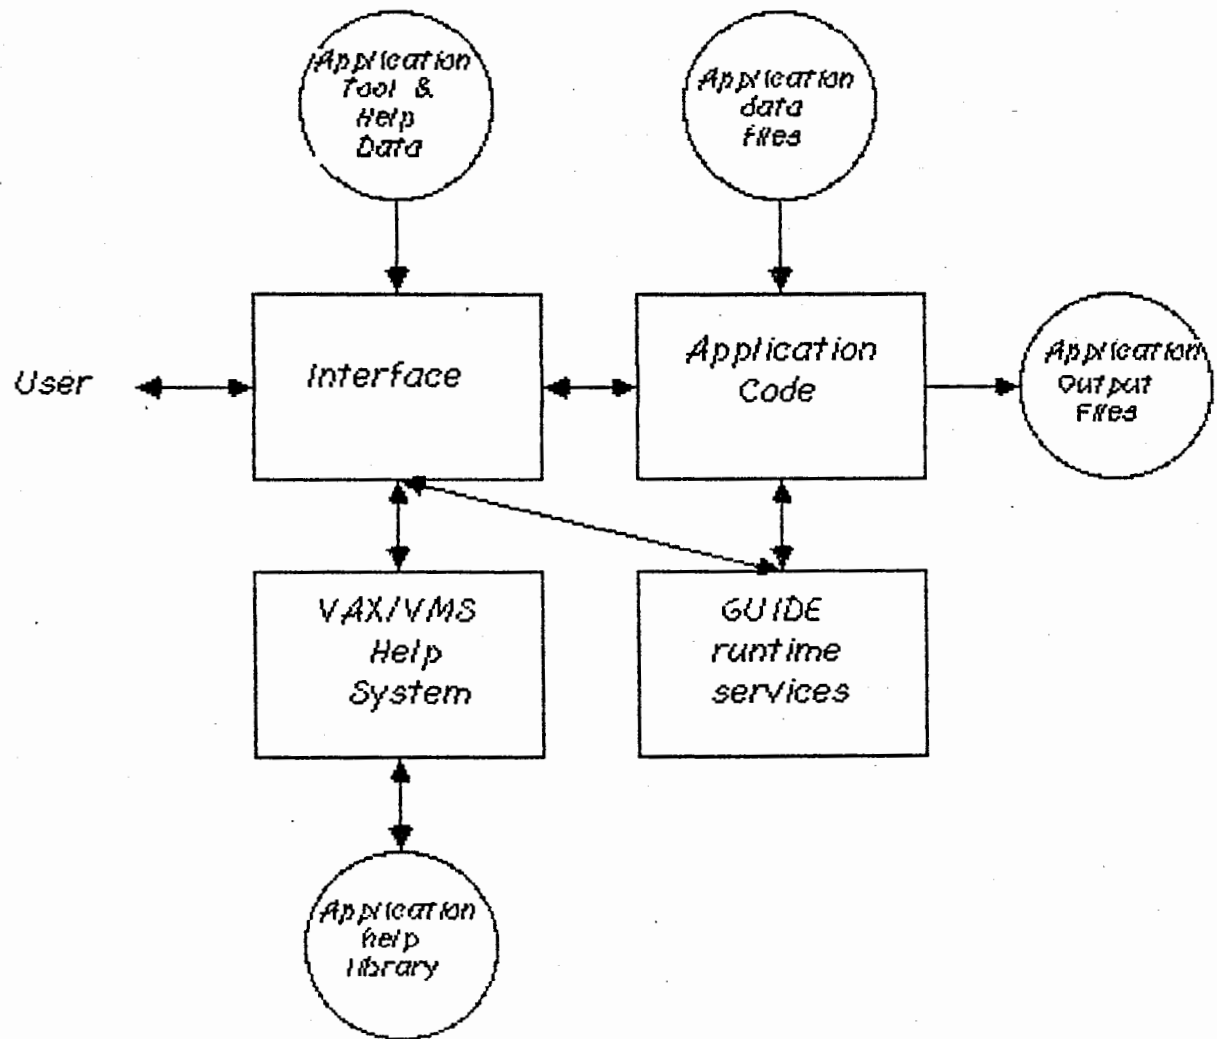 Application
Tool &
Help
Data
Application
data
files
User
Interface
Application
Code
Application
Output
Files
VAX/VMS
Help
System
GUIDE
runtime
services
Application
help
library